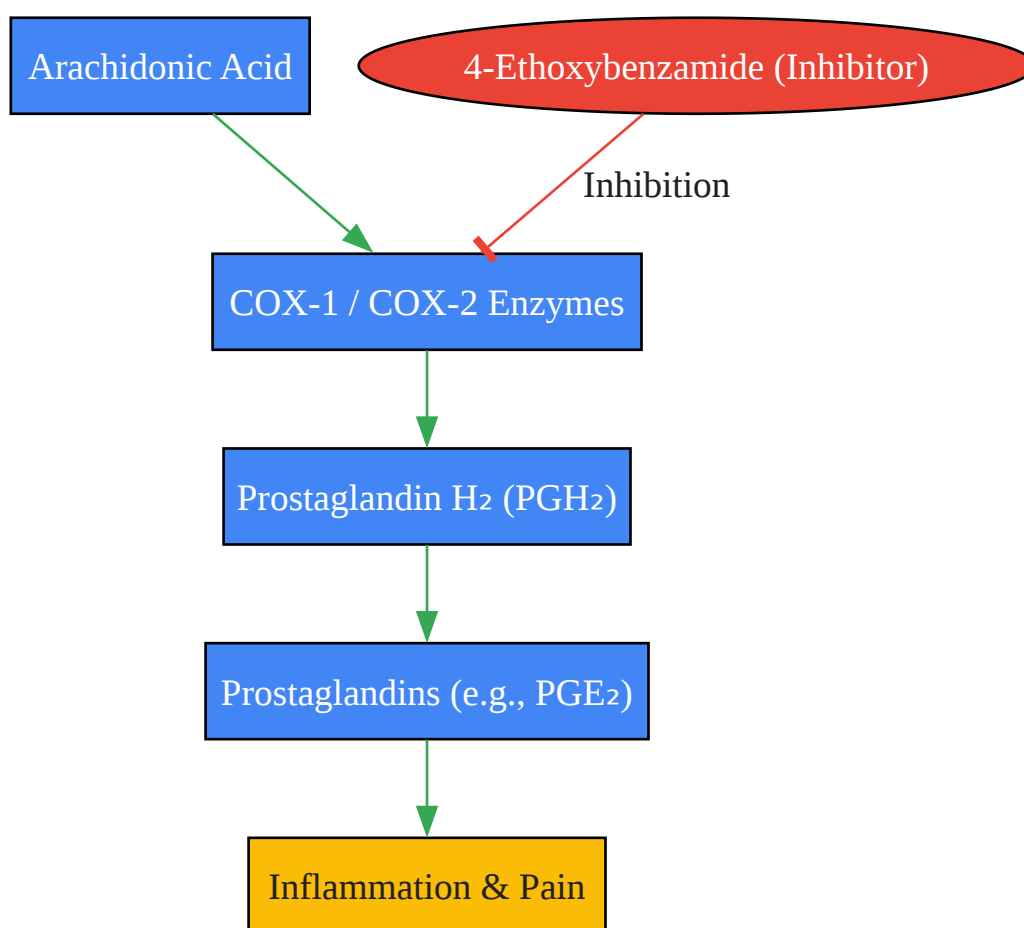 Arachidonic Acid
4-Ethoxybenzamide (Inhibitor)
Inhibition
COX-1 / COX-2 Enzymes
Prostaglandin H₂ (PGH₂)
Prostaglandins (e.g., PGE₂)
Inflammation & Pain